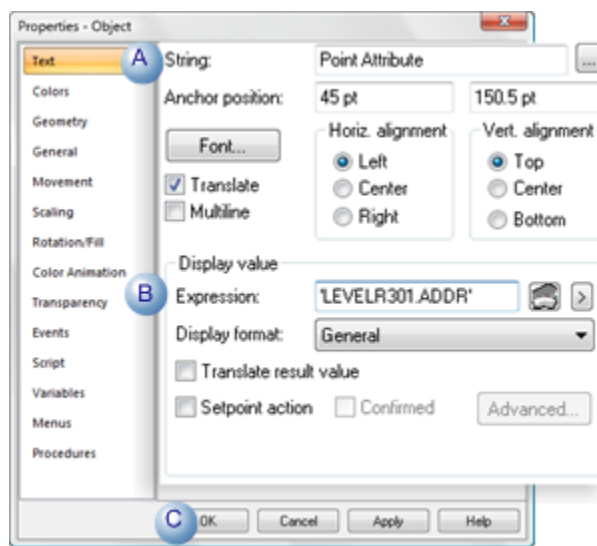 Properties - Object
Text
Colors
Geometry
General
Movement
Scaling
Rotation/Fill
Color Animation
Transparency
Events
Script
Variables
Menus
Procedures
A
String:
Point Attribute
...
Anchor position:
45 pt
150.5 pt
Font...
Horiz. alignment
Left
Center
Right
Vert. alignment
Top
Center
Bottom
Translate
Multiline
Display value
B
Expression:
'LEVELR301.ADDR'
>
Display format:
General
Translate result value
Setpoint action
Confirmed
Advanced...
C
OK
Cancel
Apply
Help